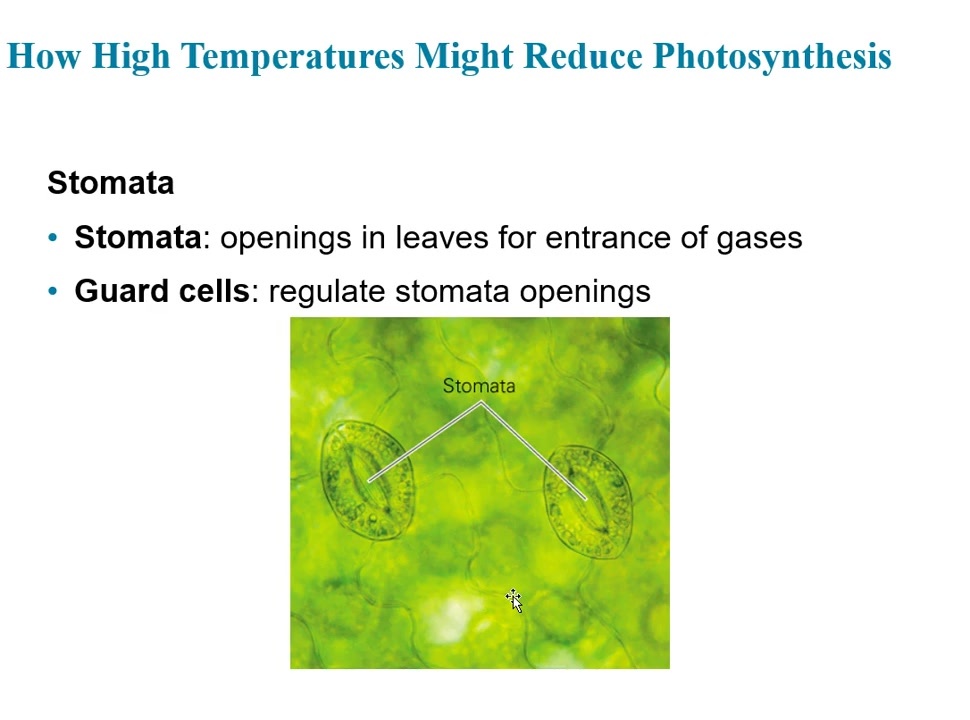 How High Temperatures Might Reduce Photosynthesis
Stomata
• Stomata: openings in leaves for entrance of gases
• Guard cells: regulate stomata openings
Stomata